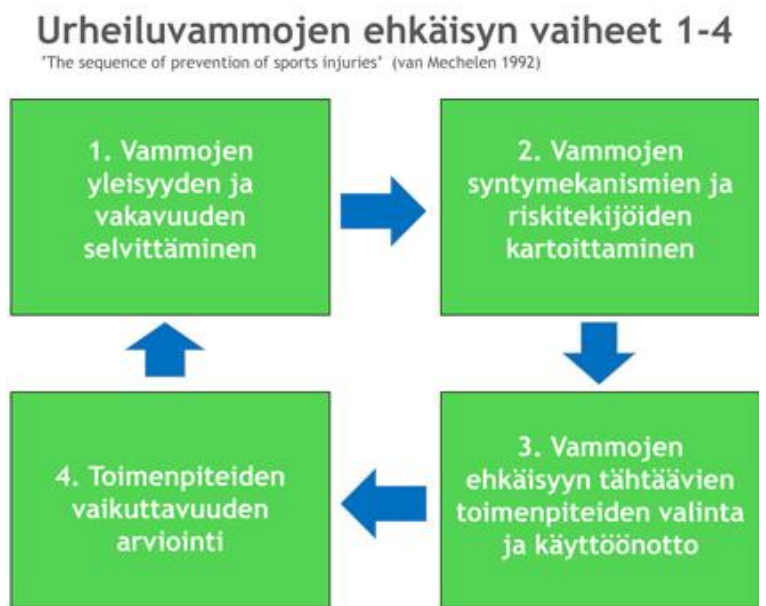 Urheiluvammojen ehkäisyn vaiheet 1-4
'The sequence of prevention of sports injuries' (van Mechelen 1992)
1. Vammojen
yleisyyden ja
vakavuuden
selvittäminen
2. Vammojen
syntymekanismien ja
riskitekijöiden
kartoittaminen
3. Vammojen
ehkäisyyn tähtäävien
toimenpiteiden valinta
ja käyttöönotto
4. Toimenpiteiden
vaikuttavuuden
arviointi